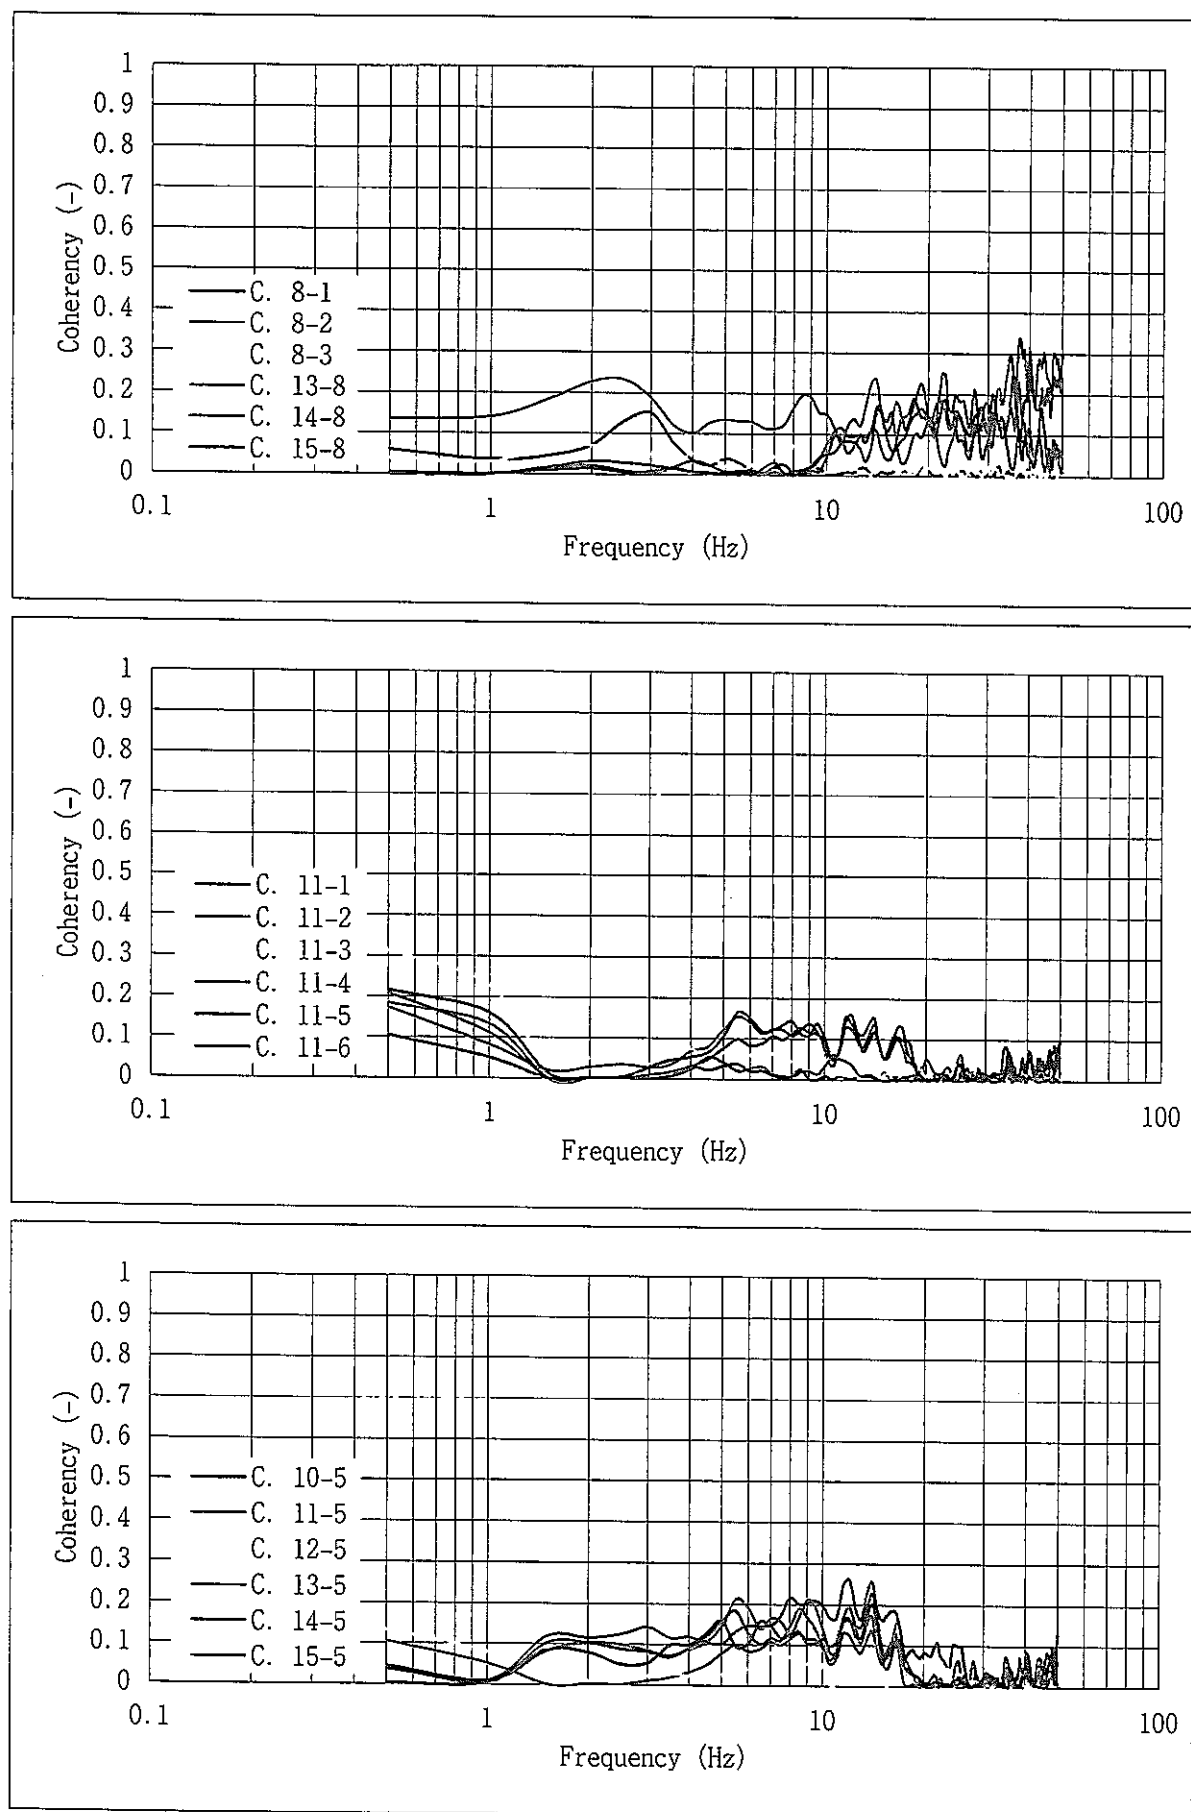 1
0.9
0.8
0.7
0.6
0.5
0.4
0.3
0.2
0.1
0
Coherency (-)
C. 8-1
C. 8-2
C. 8-3
C. 13-8
C. 14-8
C. 15-8
0.1 1 10 100
Frequency (Hz)
1
0.9
0.8
0.7
0.6
0.5
0.4
0.3
0.2
0.1
0
Coherency (-)
C. 11-1
C. 11-2
C. 11-3
C. 11-4
C. 11-5
C. 11-6
0.1 1 10 100
Frequency (Hz)
1
0.9
0.8
0.7
0.6
0.5
0.4
0.3
0.2
0.1
0
Coherency (-)
C. 10-5
C. 11-5
C. 12-5
C. 13-5
C. 14-5
C. 15-5
0.1 1 10 100
Frequency (Hz)